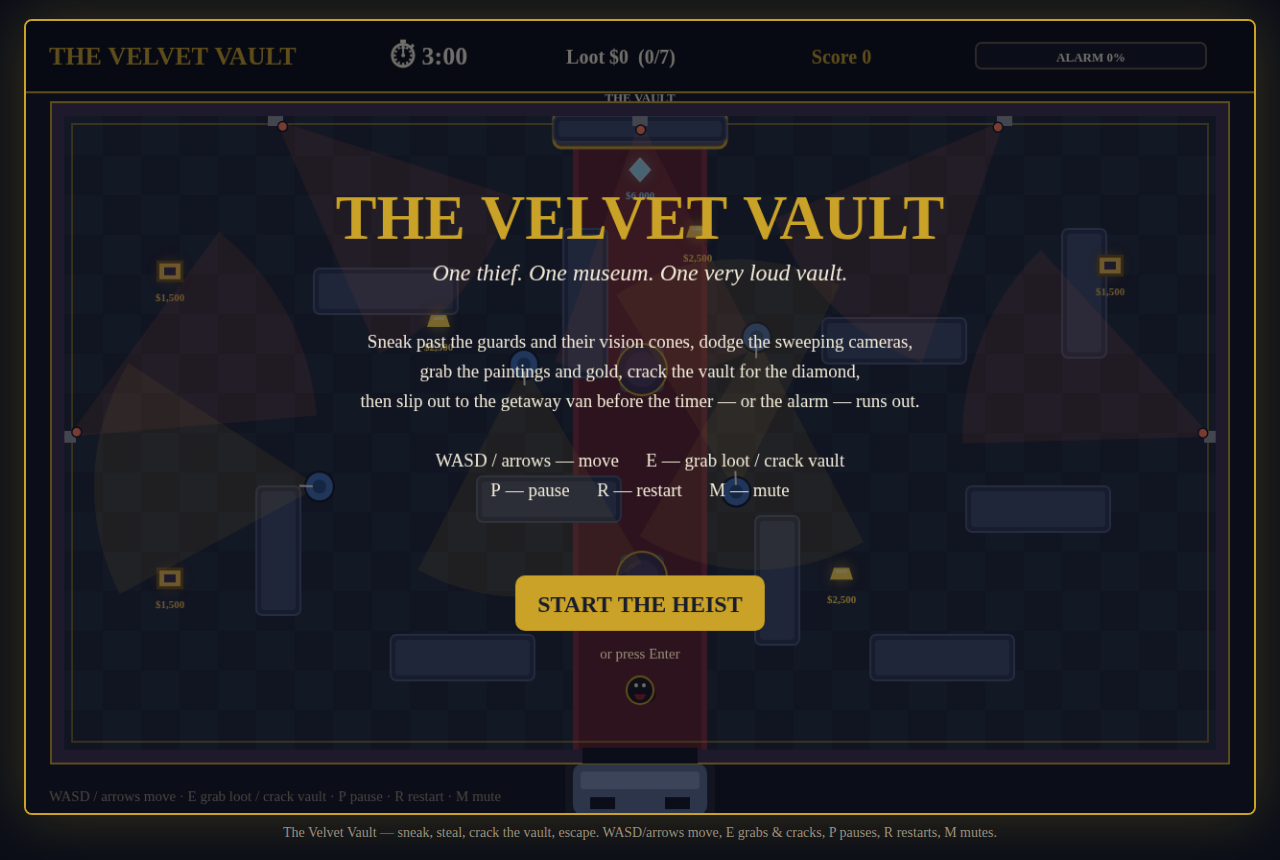 THE VELVET VAULT
3:00
Loot $0 (0/7)
Score 0
ALARM 0%
THE VAULT
$6,000
THE VELVET VAULT
$2,500
One thief. One museum. One very loud vault.
$1,500
$1,500
Sneak past the guards and their vision cones, dodge the sweeping cameras,
$2,500
grab the paintings and gold, crack the vault for the diamond,
then slip out to the getaway van before the timer — or the alarm — runs out.
WASD / arrows — move E — grab loot / crack vault
P — pause R — restart M — mute
$1,500
$2,500
START THE HEIST
or press Enter
WASD / arrows move · E grab loot / crack vault · P pause · R restart · M mute
The Velvet Vault — sneak, steal, crack the vault, escape. WASD/arrows move, E grabs & cracks, P pauses, R restarts, M mutes.